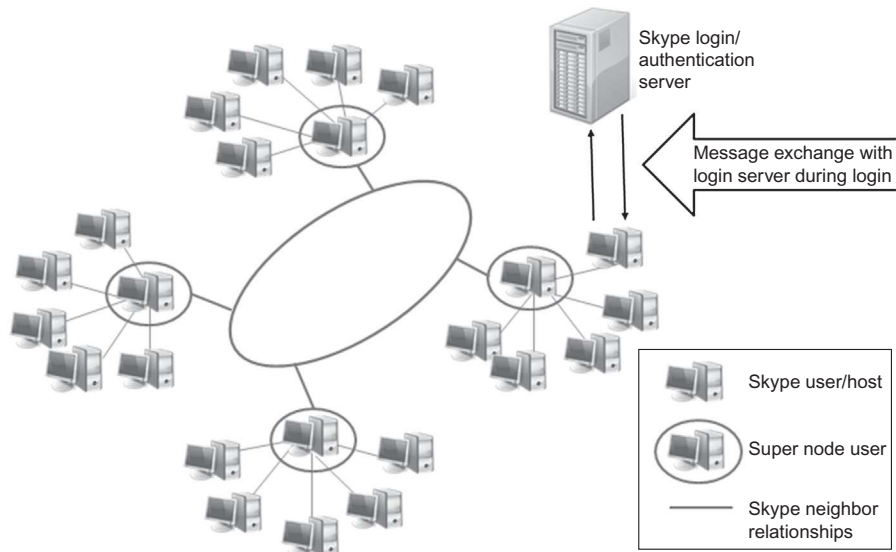 Skype login/
authentication
server
Message exchange with
login server during login
Skype user/host
Super node user
Skype neighbor
relationships